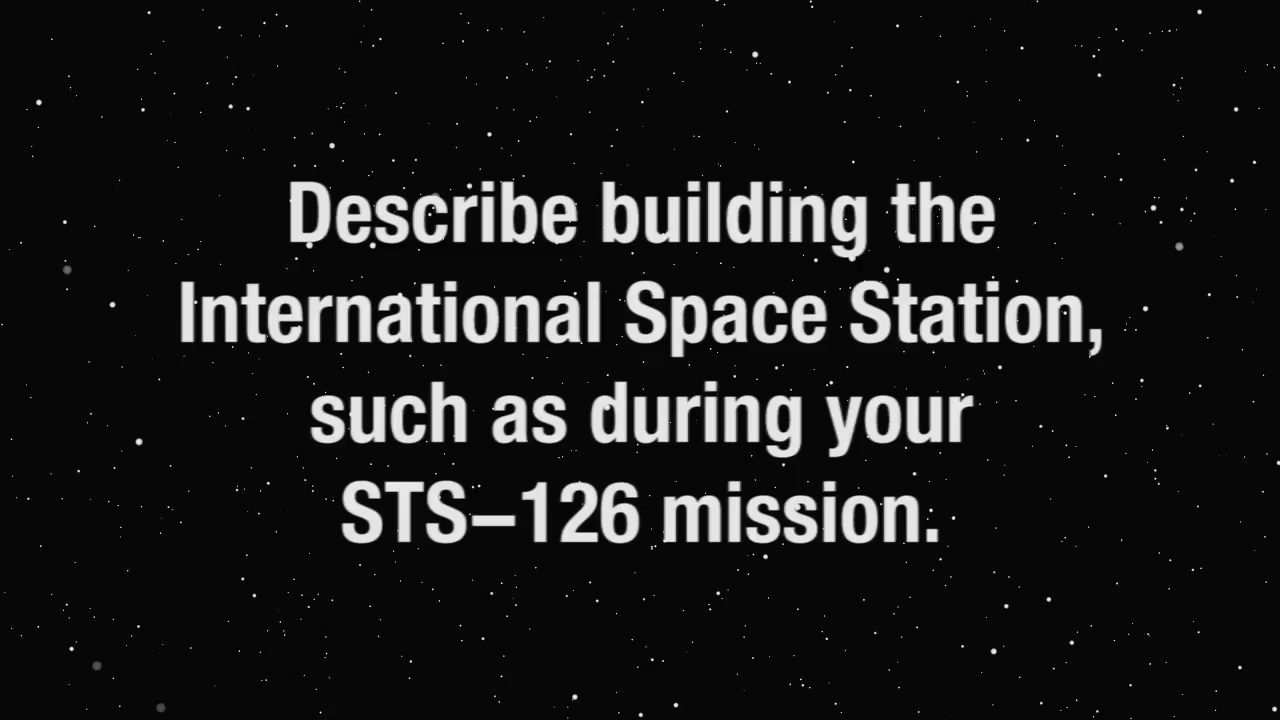 Describe building the
International Space Station,
such as during your
STS–126 mission.